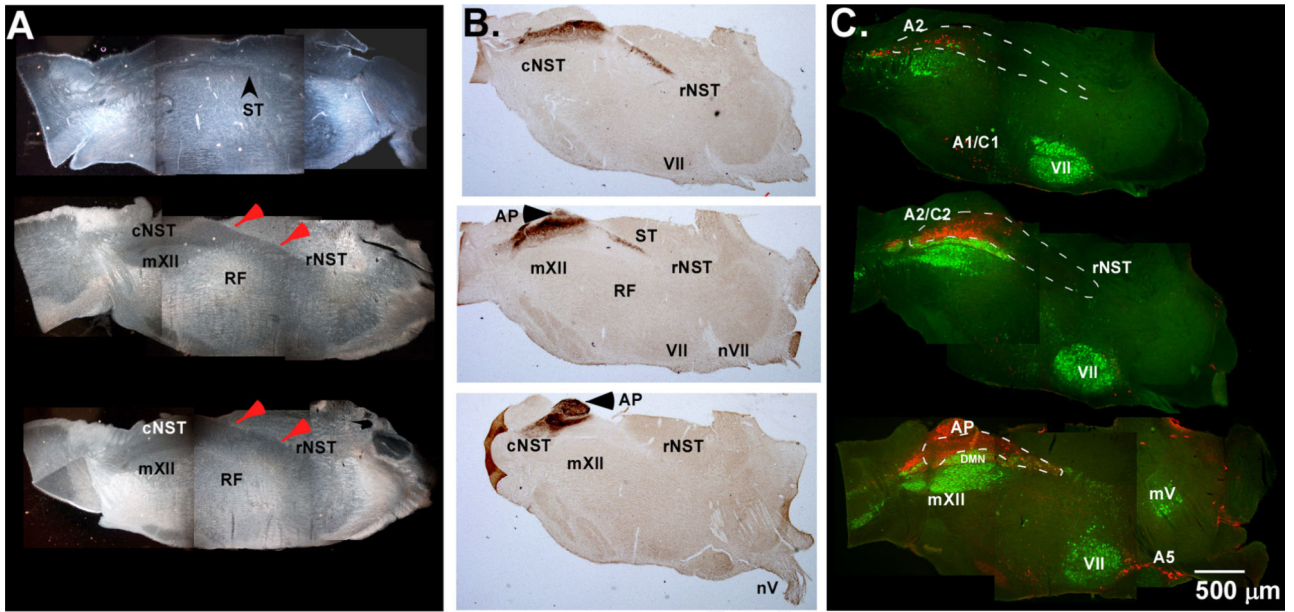 A
ST
cNST
mXII
RF
rNST
cNST
mXII
RF
rNST
B.
cNST
rNST
VII
AP
ST
mXII
rNST
RF
VII
nVII
AP
cNST
rNST
mXII
nV
C.
A2
A1/C1
VII
A2/C2
rNST
VII
AP
DMN
mXII
mV
VII
A5
500 µm